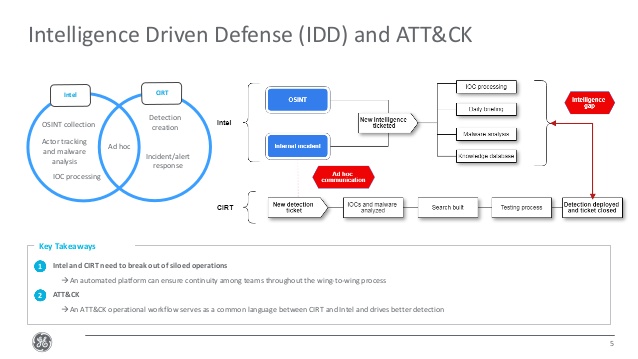 Intelligence Driven Defense (IDD) and ATT&CK
Intel
CIRT
OSINT collection
Actor tracking
and malware
analysis
IOC processing
Ad hoc
Detection
creation
Incident/alert
response
Intel
OSINT
Internal incident
New intelligence
ticketed
IOC processing
Daily briefing
Malware analysis
Knowledge database
Intelligence
gap
Ad hoc
communication
CIRT
New detection
ticket
IOCs and malware
analyzed
Search built
Testing process
Detection deployed
and ticket closed
Key Takeaways
1 Intel and CIRT need to break out of siloed operations
→ An automated platform can ensure continuity among teams throughout the wing-to-wing process
2 ATT&CK
→ An ATT&CK operational workflow serves as a common language between CIRT and Intel and drives better detection
5